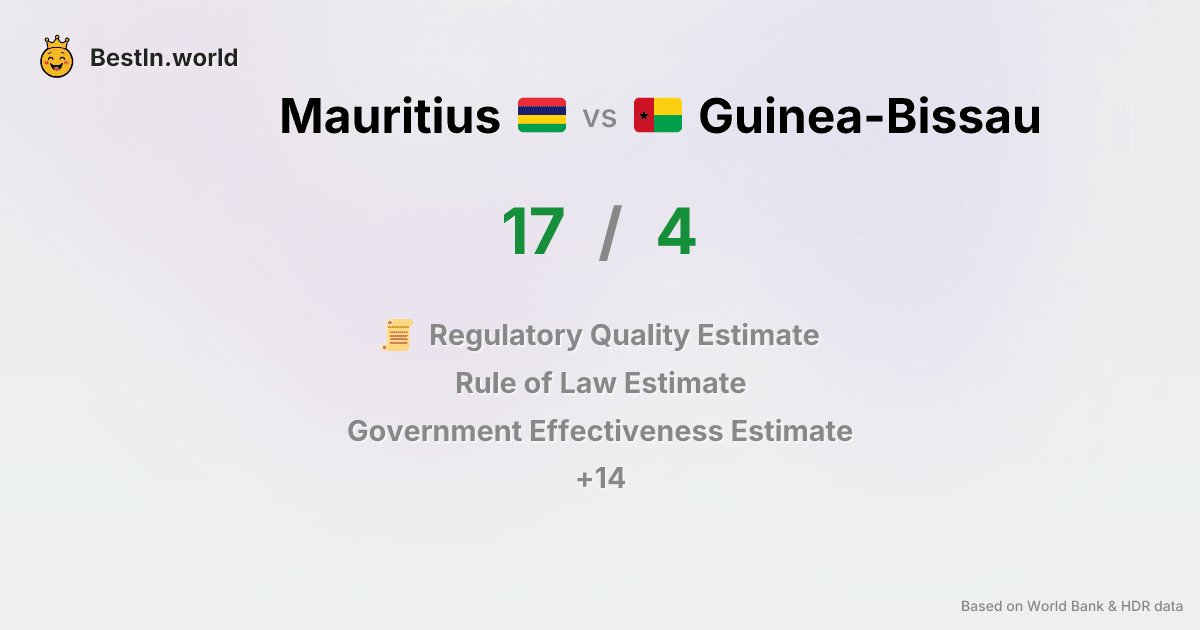 BestIn.world
Mauritius vs Guinea-Bissau
17 / 4
Regulatory Quality Estimate
Rule of Law Estimate
Government Effectiveness Estimate
+14
Based on World Bank & HDR data